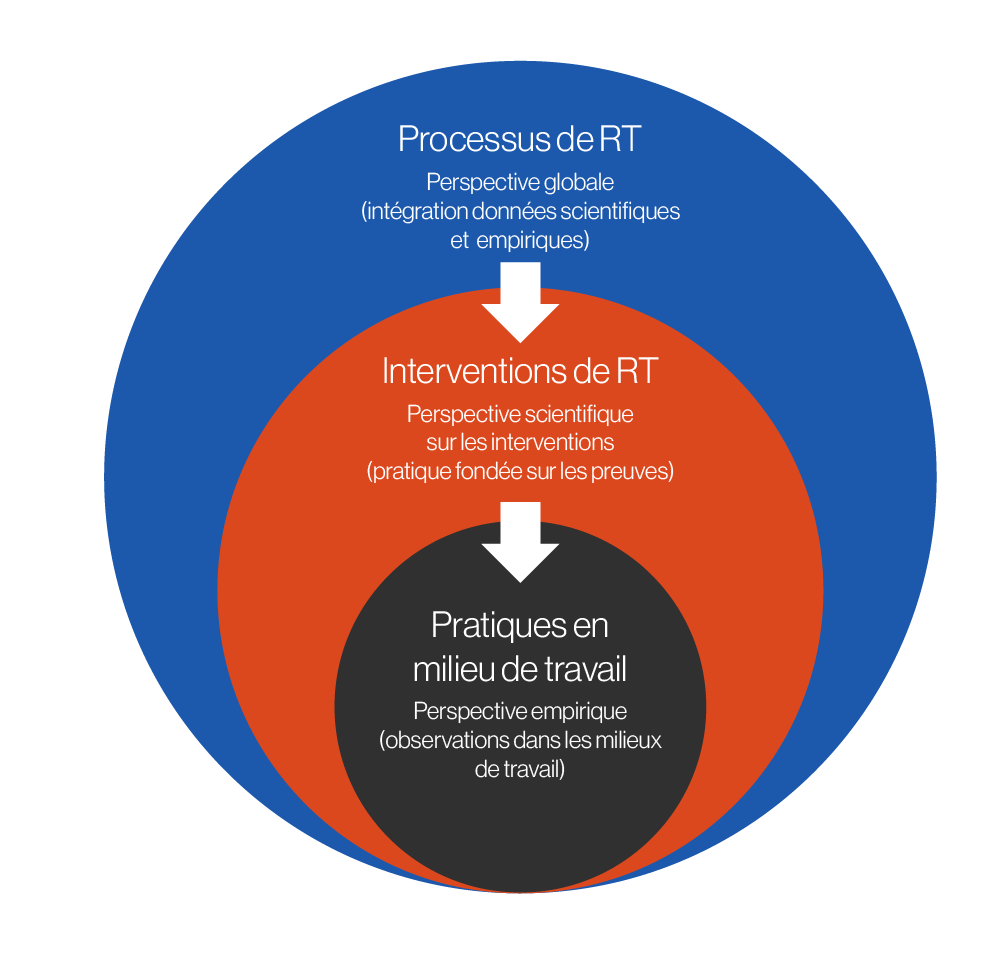 Processus de RT
Perspective globale
(intégration données scientifiques
et empiriques)
Interventions de RT
Perspective scientifique
sur les interventions
(pratique fondée sur les preuves)
Pratiques en
milieu de travail
Perspective empirique
(observations dans les milieux
de travail)